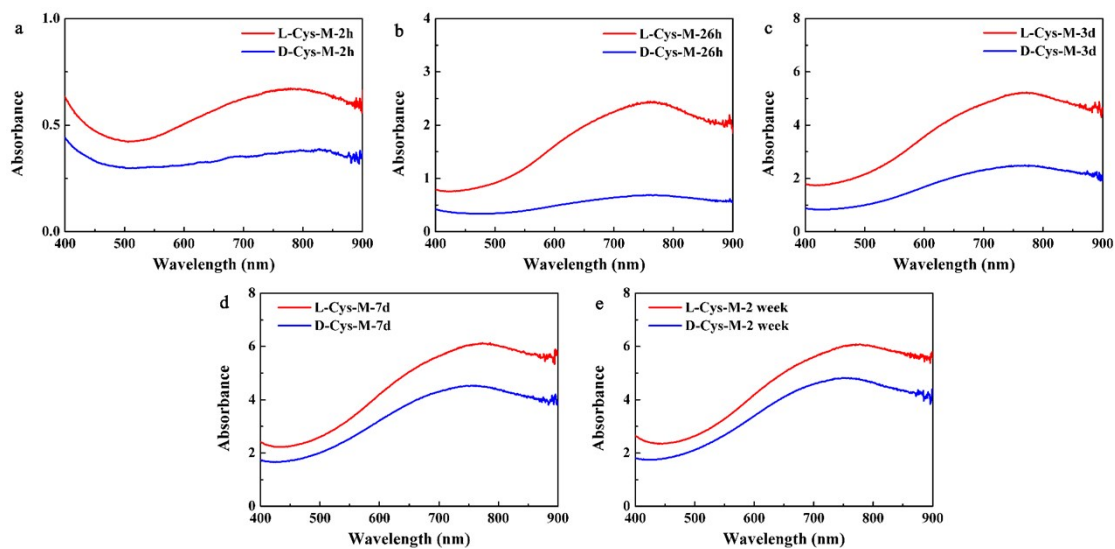 a
1.0
0.5
0.0
Absorbance
L-Cys-M-2h
D-Cys-M-2h
400 500 600 700 800 900
Wavelength (nm)
b
4
3
2
1
0
Absorbance
L-Cys-M-26h
D-Cys-M-26h
400 500 600 700 800 900
Wavelength (nm)
c
8
6
4
2
0
Absorbance
L-Cys-M-3d
D-Cys-M-3d
400 500 600 700 800 900
Wavelength (nm)
d
8
6
4
2
0
Absorbance
L-Cys-M-7d
D-Cys-M-7d
400 500 600 700 800 900
Wavelength (nm)
e
8
6
4
2
0
Absorbance
L-Cys-M-2 week
D-Cys-M-2 week
400 500 600 700 800 900
Wavelength (nm)